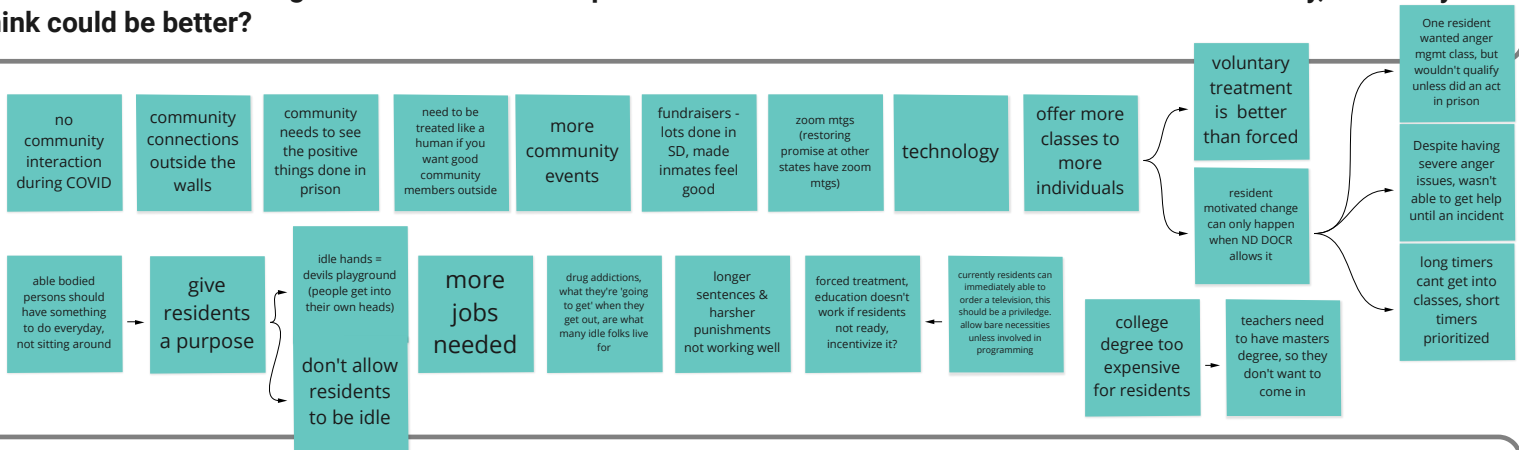 hink could be better?
no
community
interaction
during COVID
community
connections
outside the
walls
community
needs to see
the positive
things done in
prison
need to be
treated like a
human if you
want good
community
members outside
more
community
events
fundraisers -
lots done in
SD, made
inmates feel
good
zoom mtgs
(restoring
promise at other
states have zoom
mtgs)
technology
offer more
classes to
more
individuals
voluntary
treatment
is better
than forced
resident
motivated change
can only happen
when ND DOCR
allows it
One resident
wanted anger
mgmt class, but
wouldn't qualify
unless did an act
in prison
Despite having
severe anger
issues, wasn't
able to get help
until an incident
long timers
cant get into
classes, short
timers
prioritized
able bodied
persons should
have something
to do everyday,
not sitting around
give
residents
a purpose
idle hands =
devils playground
(people get into
their own heads)
don't allow
residents
to be idle
more
jobs
needed
drug addictions,
what they're 'going
to get' when they
get out, are what
many idle folks live
for
longer
sentences &
harsher
punishments
not working well
forced treatment,
education doesn't
work if residents
not ready,
incentivize it?
currently residents can
immediately able to
order a television, this
should be a priviledge.
allow bare necessities
unless involved in
programming
college
degree too
expensive
for residents
teachers need
to have masters
degree, so they
don't want to
come in